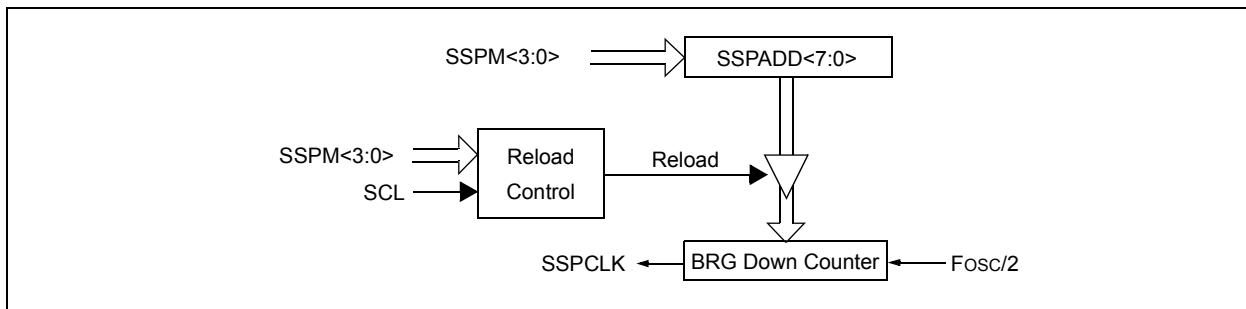 SSPM<3:0>
SSPADD<7:0>
SSPM<3:0>
SCL
Reload
Control
Reload
SSPCLK
BRG Down Counter
FOSC/2